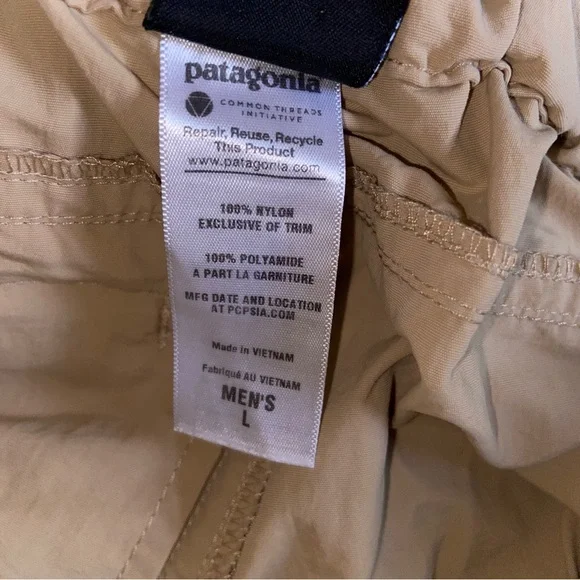 patagonia
COMMON THREADS
INITIATIVE
Repair, Reuse, Recycle
This Product
www.patagonia.com
100% NYLON
EXCLUSIVE OF TRIM
100% POLYAMIDE
A PART LA GARNITURE
MFG DATE AND LOCATION
AT PCPSIA.COM
Made in VIETNAM
Fabriqué AU VIETNAM
MEN'S
L